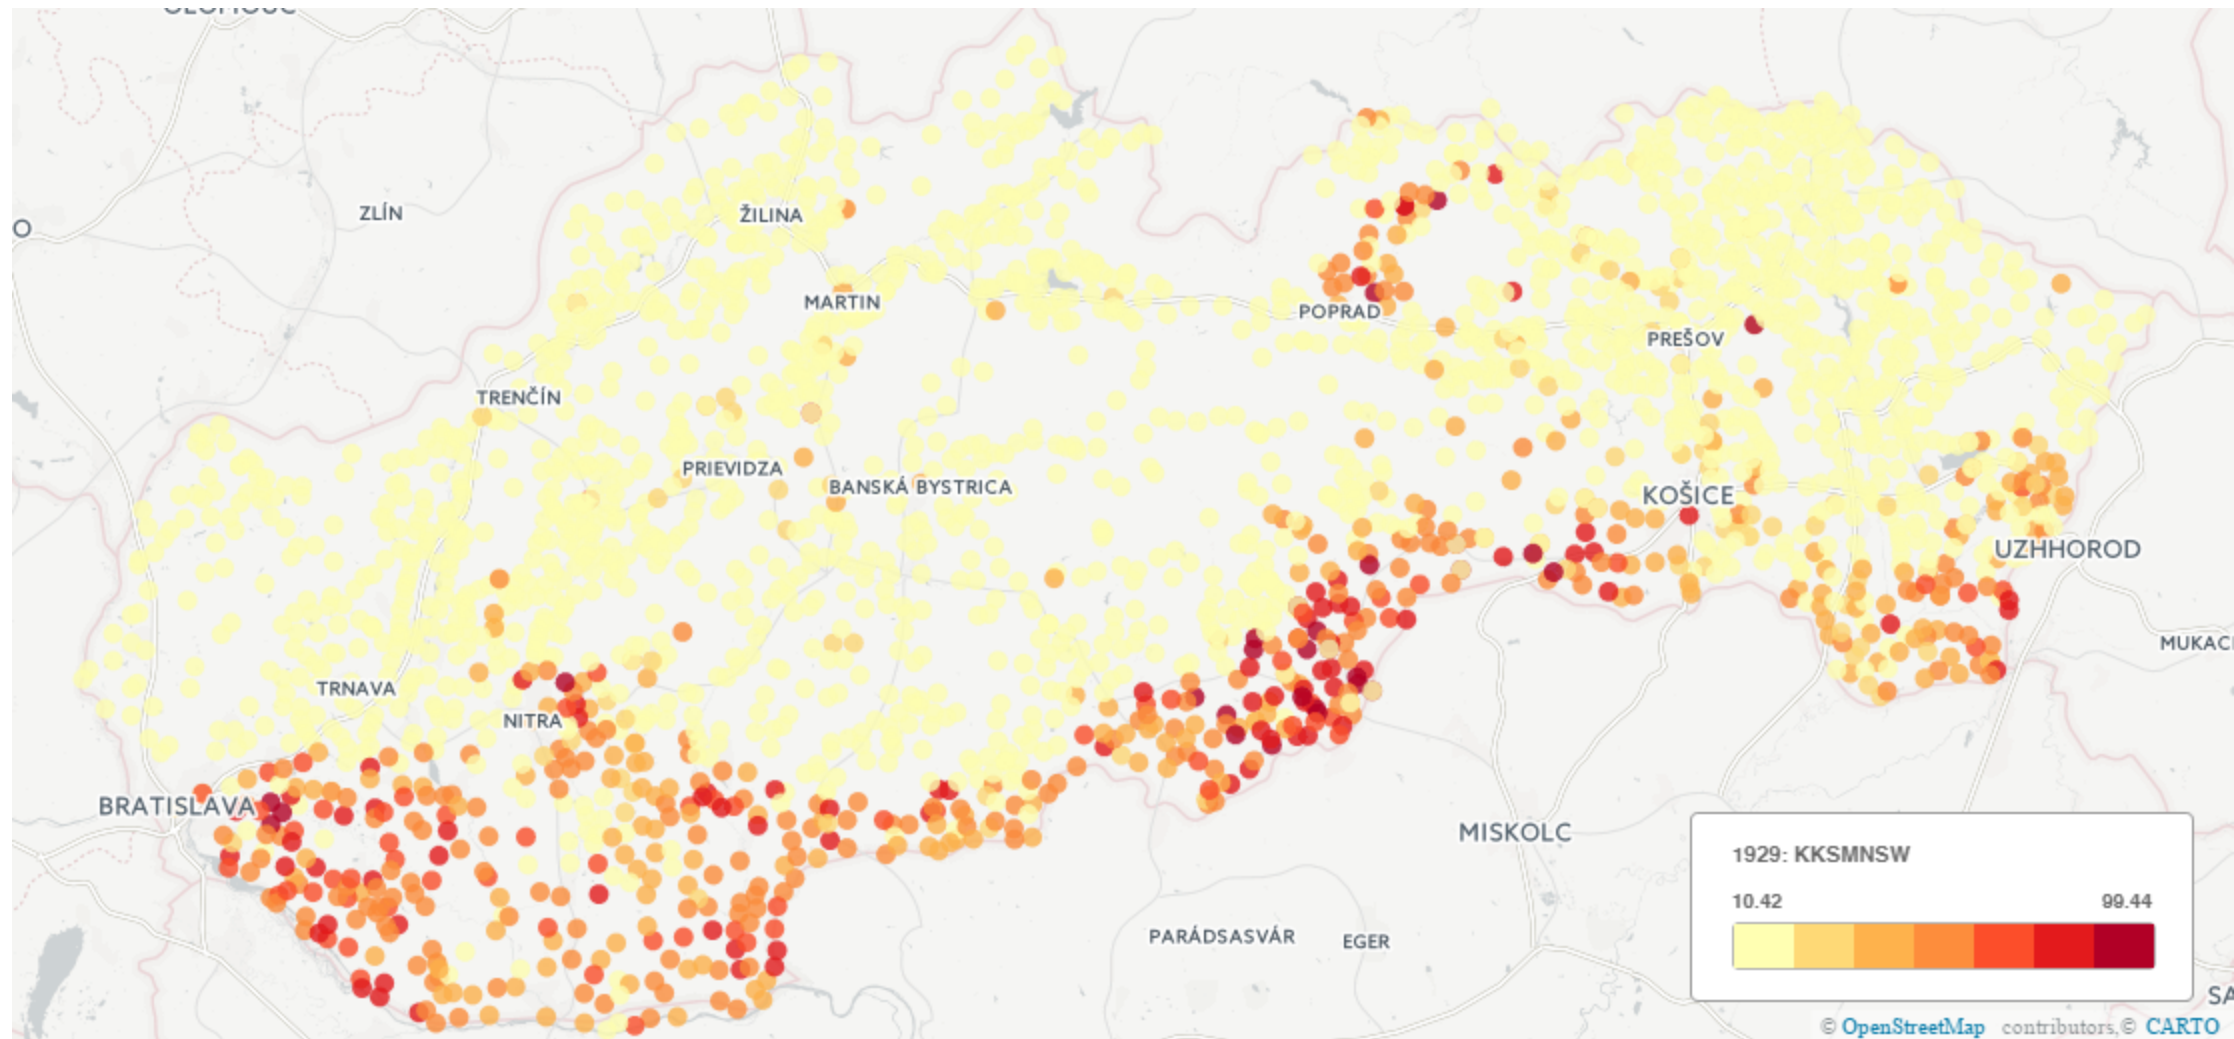 ZLÍN
O
ŽILINA
MARTIN
POPRAD
PREŠOV
TRENČÍN
PRIEVIDZA
BANSKÁ BYSTRICA
KOŠICE
UZHHOROD
MUKAC
TRNAVA
NITRA
BRATISLAVA
MISKOLC
PARÁDSASVÁR
EGER
1929: KKSMNSW
10.42 99.44
SA
© OpenStreetMap contributors,© CARTO